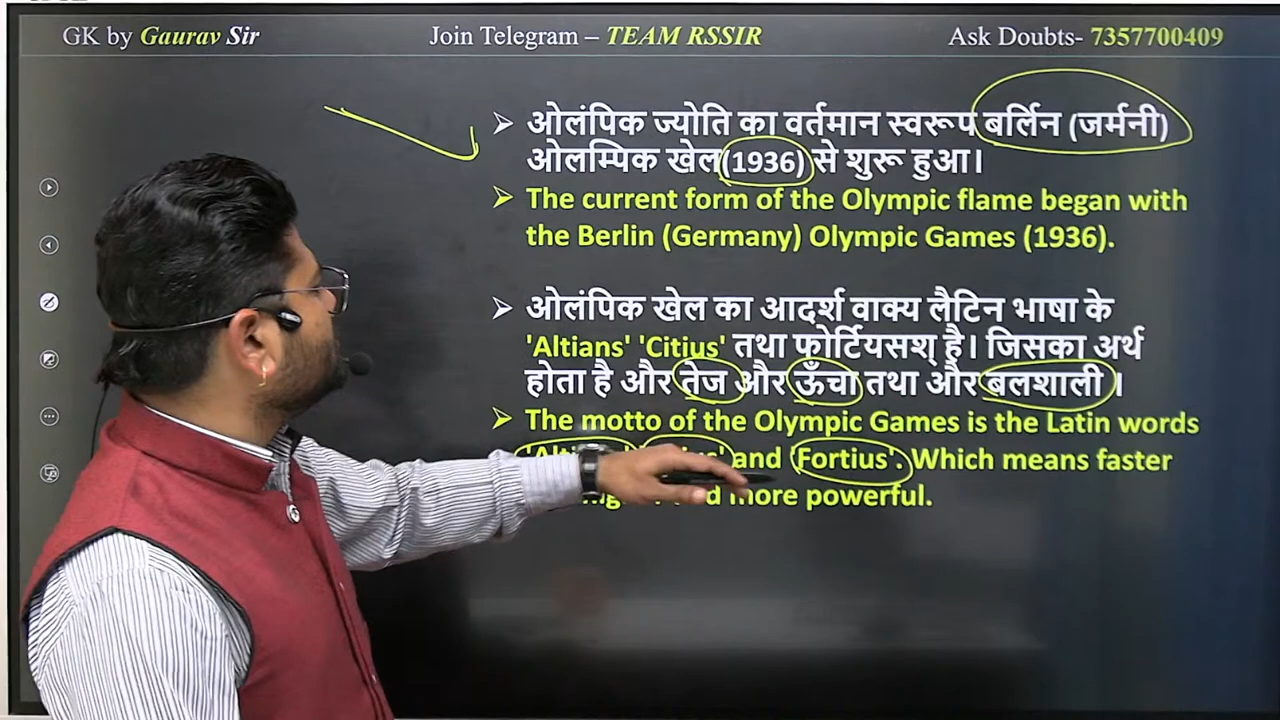 GK by Gaurav Sir
Join Telegram – TEAM RSSIR
Ask Doubts- 7357700409
ओलंपिक ज्योति का वर्तमान स्वरूप बर्लिन (जर्मनी)
ओलम्पिक खेल(1936) से शुरू हुआ।
The current form of the Olympic flame began with
the Berlin (Germany) Olympic Games (1936).
ओलंपिक खेल का आदर्श वाक्य लैटिन भाषा के
'Altians' 'Citius' तथा फोर्टियसश् है। जिसका अर्थ
होता है और तेज और ऊँचा तथा और बलशाली ।
The motto of the Olympic Games is the Latin words
and 'Fortius'. Which means faster
more powerful.